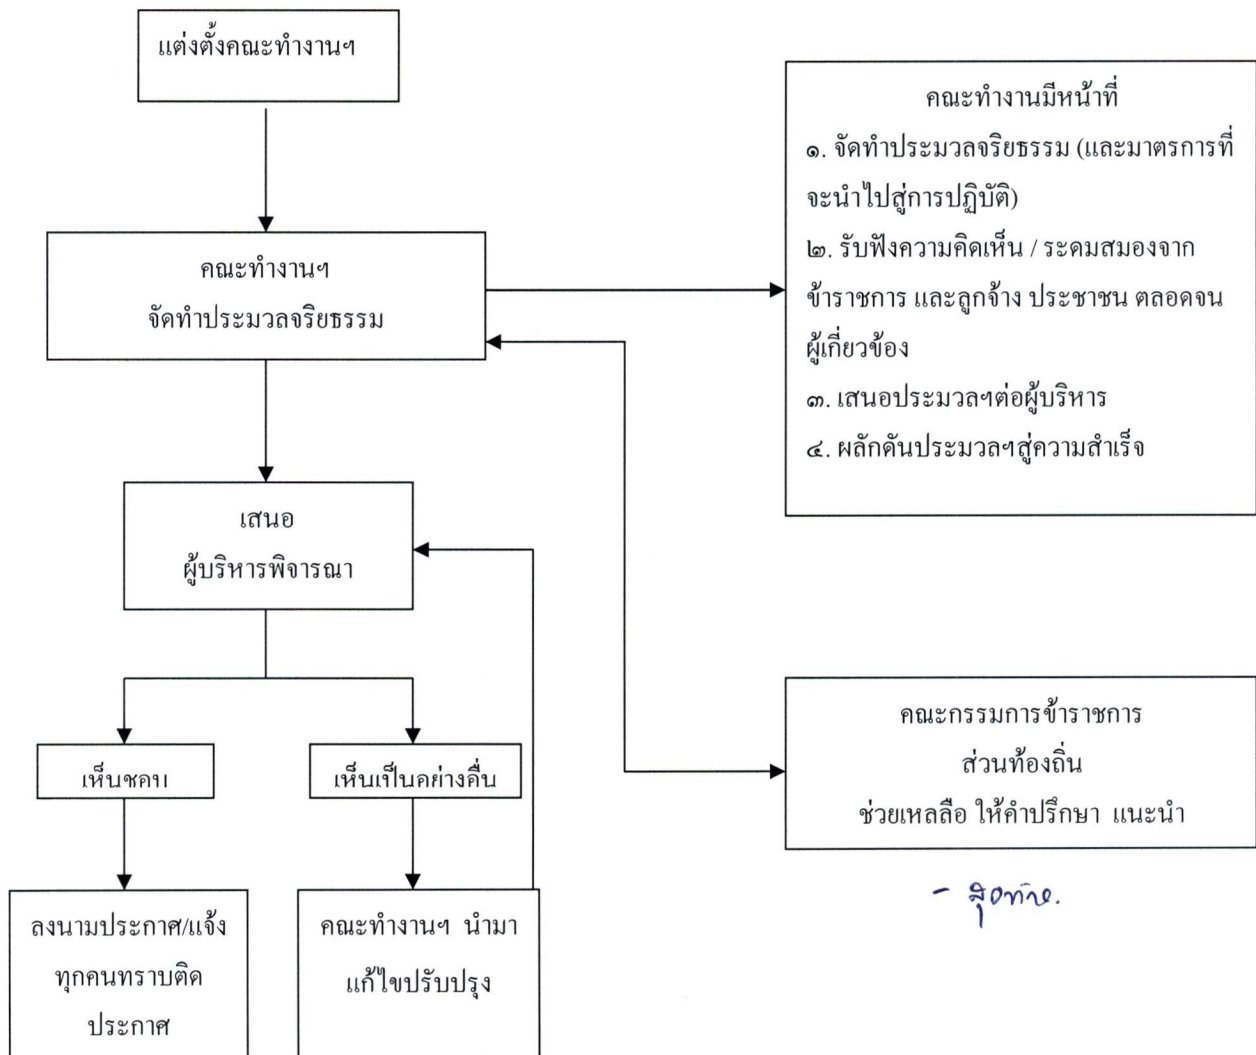 แต่งตั้งคณะทำงานฯ
คณะทำงานมีหน้าที่
๑. จัดทำประมวลจริยธรรม (และมาตรการที่
จะนำไปสู่การปฏิบัติ)
๒. รับฟังความคิดเห็น / ระดมสมองจาก
ข้าราชการ และลูกจ้าง ประชาชน ตลอดจน
ผู้เกี่ยวข้อง
๓. เสนอประมวลฯต่อผู้บริหาร
๔. ผลักดันประมวลฯสู่ความสำเร็จ
คณะทำงานฯ
จัดทำประมวลจริยธรรม
เสนอ
ผู้บริหารพิจารณา
เห็นชอบ
เห็นเป็นอย่างอื่น
คณะกรรมการข้าราชการ
ส่วนท้องถิ่น
ช่วยเหลลือ ให้คำปรึกษา แนะนำ
ลงนามประกาศ/แจ้ง
ทุกคนทราบติด
ประกาศ
คณะทำงานฯ นำมา
แก้ไขปรับปรุง